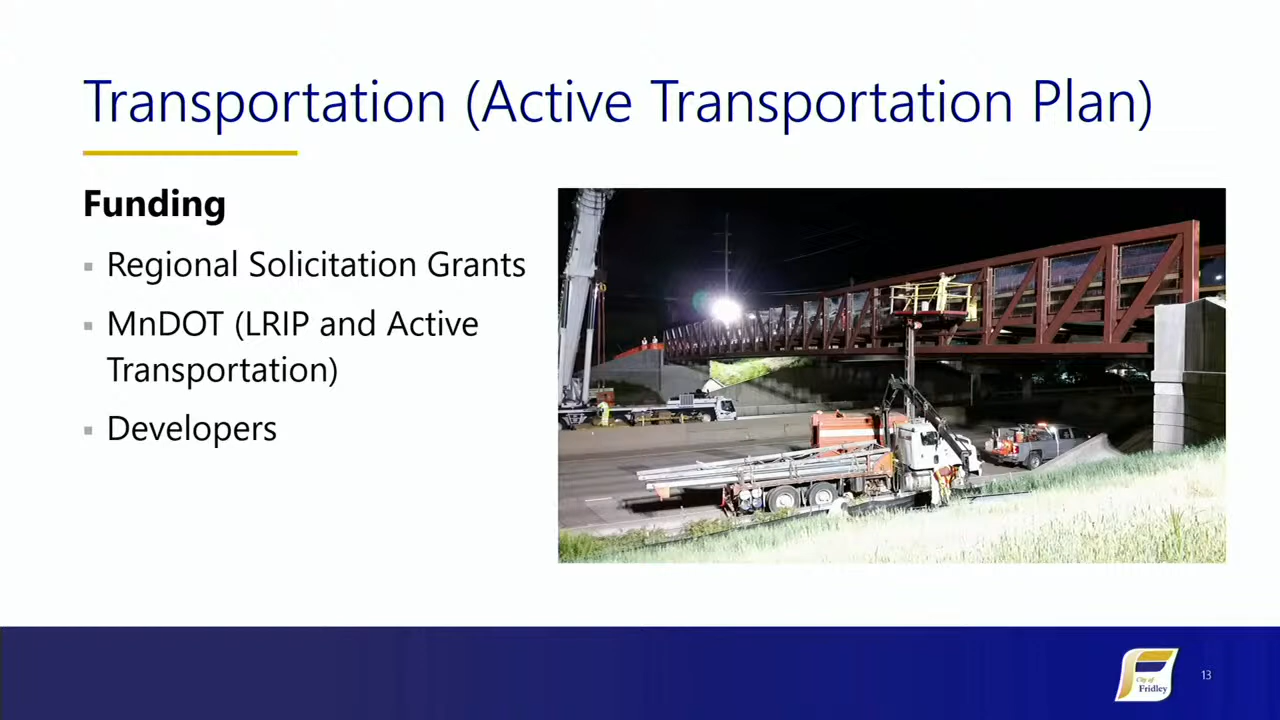 Transportation (Active Transportation Plan)
Funding
Regional Solicitation Grants
MnDOT (LRIP and Active
Transportation)
Developers
City of
Fridley
13